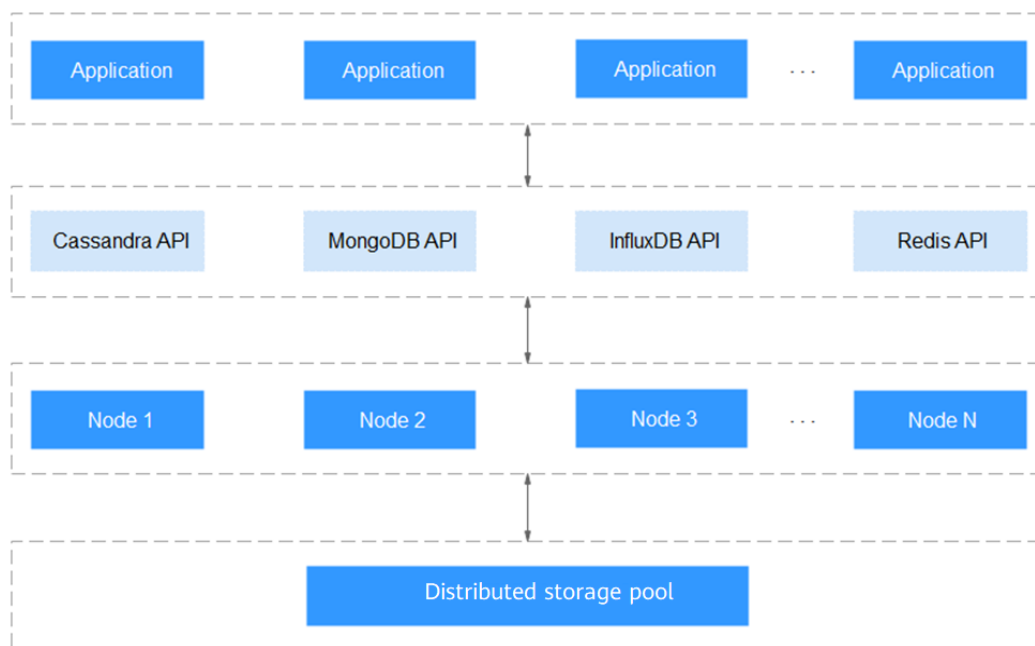 Application
Application
Application
...
Application
Cassandra API
MongoDB API
InfluxDB API
Redis API
Node 1
Node 2
Node 3
...
Node N
Distributed storage pool